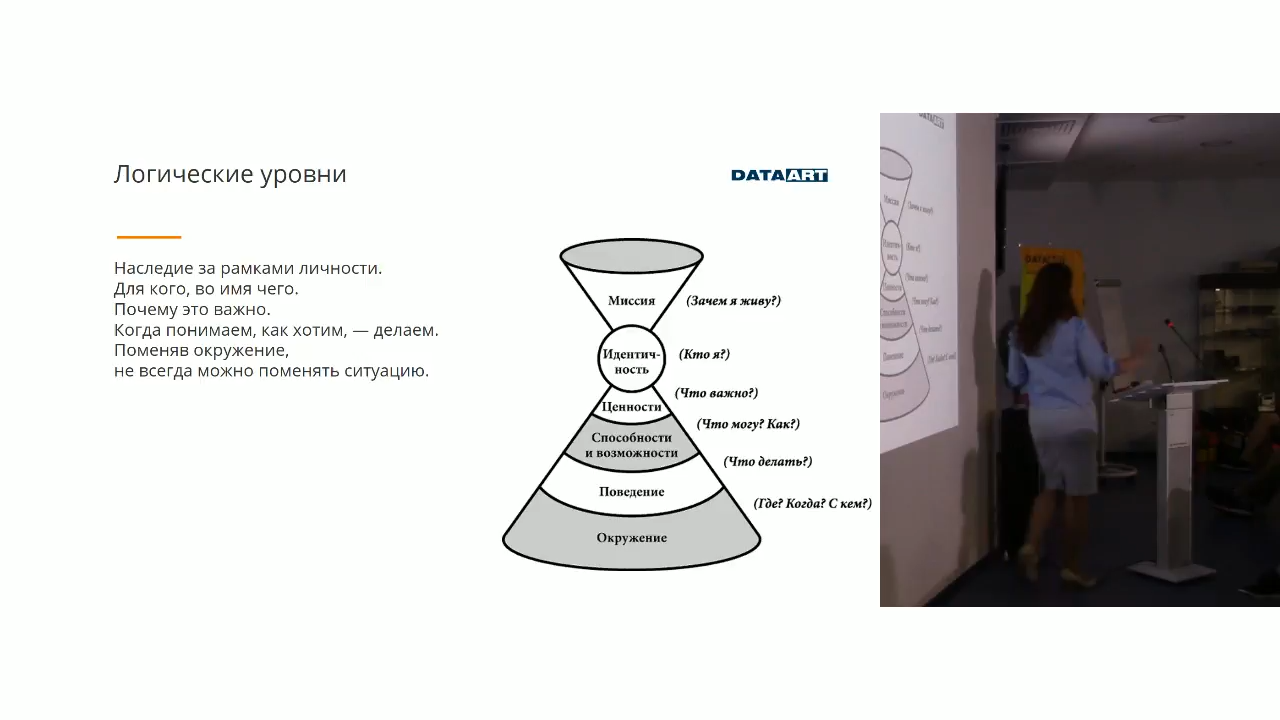 Логические уровни
DATAART
Наследие за рамками личности.
Для кого, во имя чего.
Почему это важно.
Когда понимаем, как хотим, — делаем.
Поменяв окружение,
не всегда можно поменять ситуацию.
Миссия
(Зачем я живу?)
Идентич-
ность
(Кто я?)
Ценности
(Что важно?)
Способности
и возможности
(Что могу? Как?)
Поведение
(Что делать?)
Окружение
(Где? Когда? С кем?)